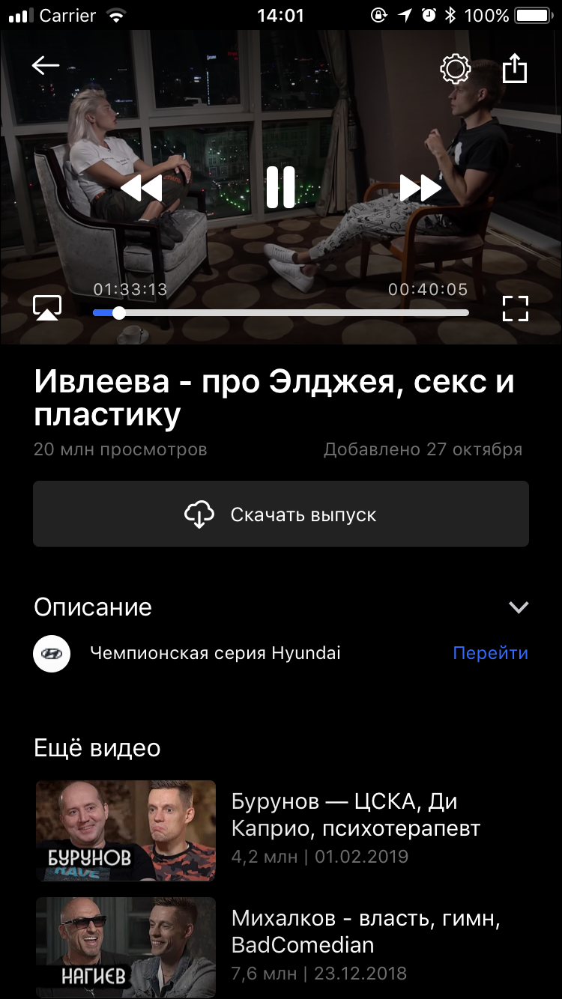 Carrier 14:01 100%
01:33:13 00:40:05
Ивлеева - про Элджея, секс и
пластику
20 млн просмотров Добавлено 27 октября
Скачать выпуск
Описание
Чемпионская серия Hyundai Перейти
Ещё видео
Бурунов — ЦСКА, Ди
Каприо, психотерапевт
4,2 млн | 01.02.2019
БУРУНОВ
RAVE
Михалков - власть, гимн,
BadComedian
7,6 млн | 23.12.2018
НАГИЕВ